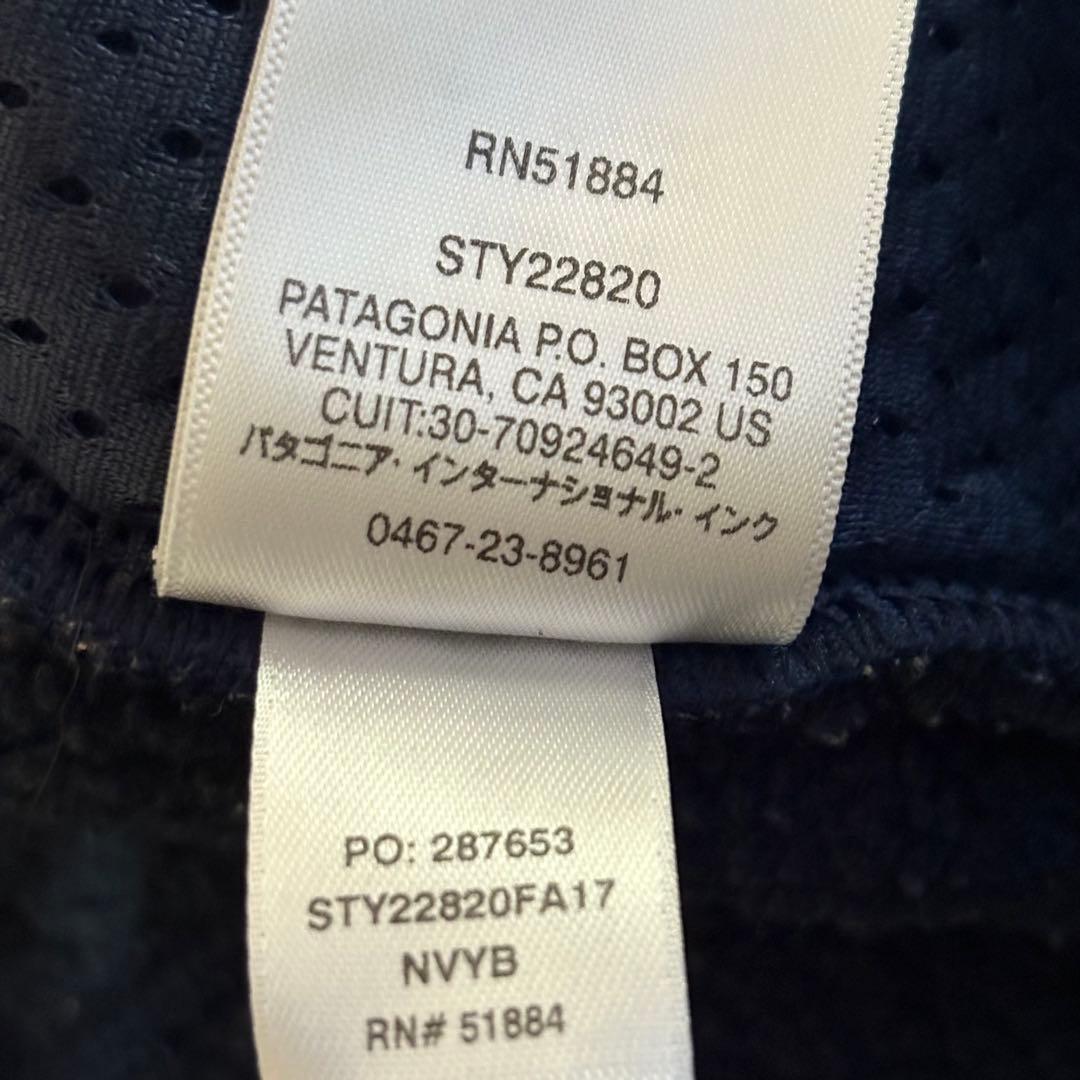 RN51884
STY22820
PATAGONIA P.O. BOX 150
VENTURA, CA 93002 US
CUIT:30-70924649-2
パタゴニア・インターナショナル・インク
0467-23-8961
PO: 287653
STY22820FA17
NVYB
RN# 51884